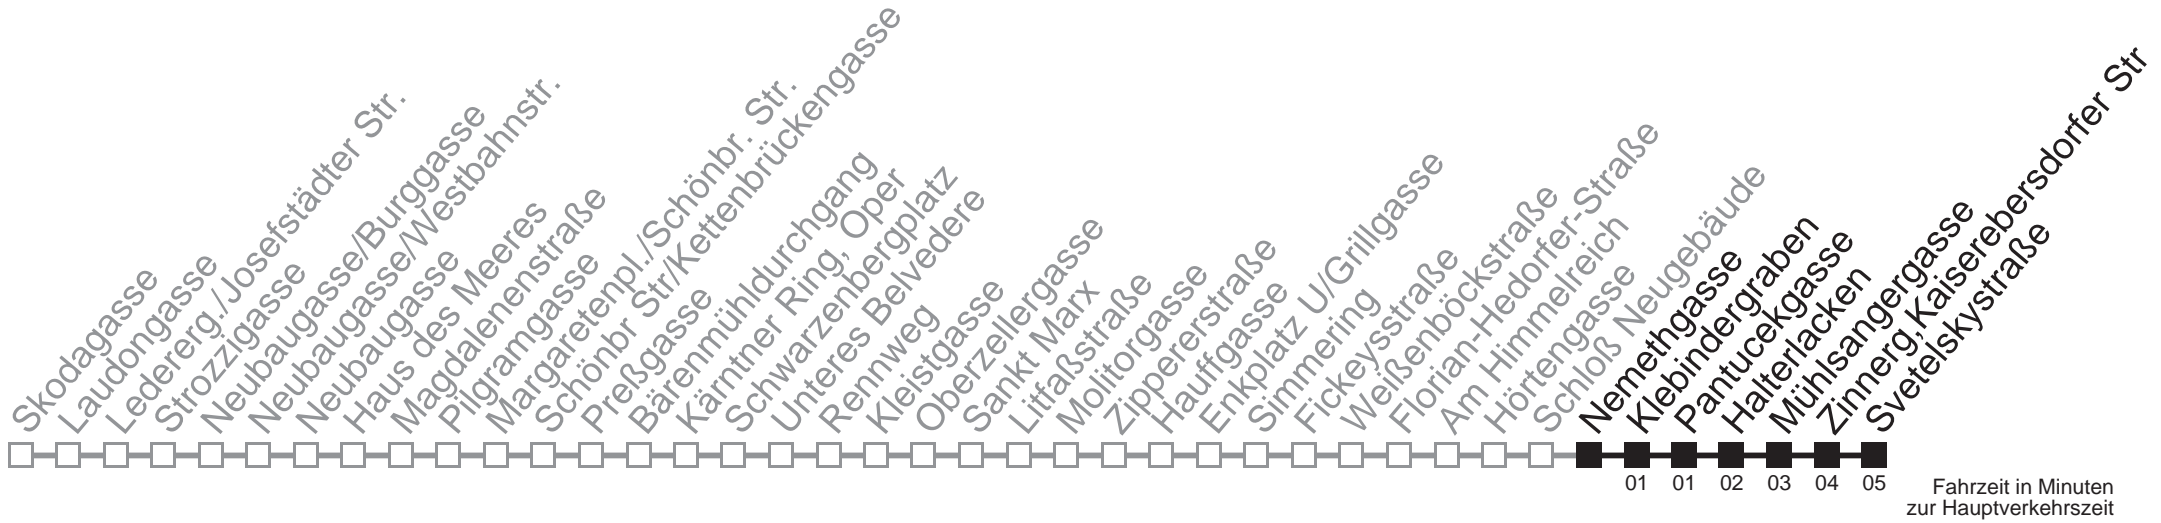 Skodagasse
Laudongasse
Ledererg./Josefstädter Str.
Strozzigasse
Neubaugasse/Burggasse
Neubaugasse/Westbahnstr.
Neubaugasse
Haus des Meeres
Magdalenenstraße
Pilgramgasse
Margaretenpl./Schönbr. Str.
Schönbr Str/Kettenbrückengasse
Preßgasse
Bärenmühldurchgang
Kärntner Ring, Oper
Schwarzenbergplatz
Unteres Belvedere
Rennweg
Kleistgasse
Oberzellergasse
Sankt Marx
Litfaßstraße
Molitorgasse
Zippererstraße
Hauffgasse
Enkplatz U/Grillgasse
Simmering
Fickeysstraße
Weißenböckstraße
Florian-Hedorfer-Straße
Am Himmelreich
Hörtengasse
Schloß Neugebäude
Nemethgasse
Klebindergraben
Pantucekgasse
Halterlacken
Mühlsangergasse
Zinnerg,Kaiserebersdorfer Str
Svetelskystraße
01 01 02 03 04 05
Fahrzeit in Minuten
zur Hauptverkehrszeit